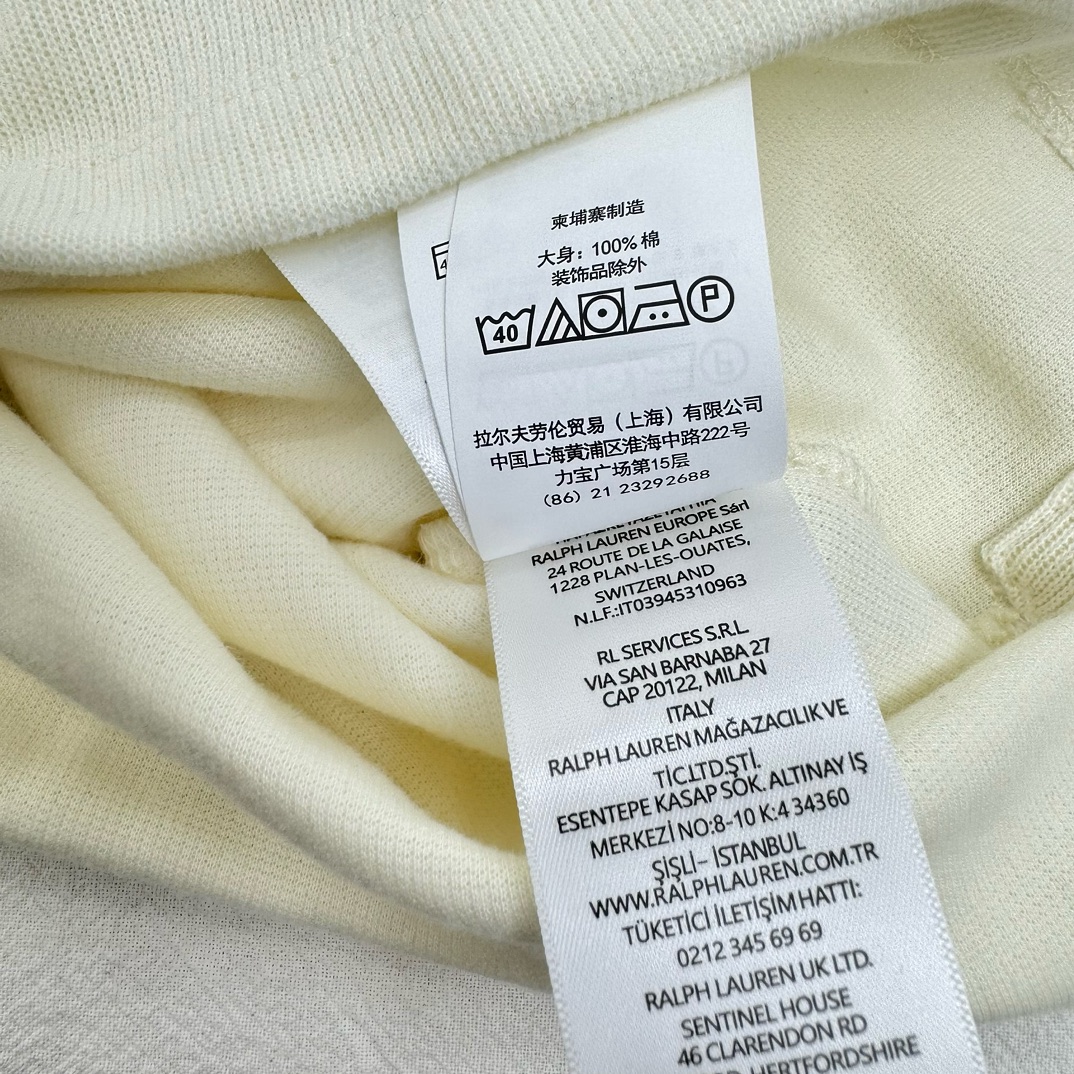 柬埔寨制造
大身：100% 棉
装饰品除外
40 P
拉尔夫劳伦贸易（上海）有限公司
中国上海黄浦区淮海中路222号
力宝广场第15层
(86) 21 23292688
RALPH LAUREN EUROPE Sárl
24 ROUTE DE LA GALAISE
1228 PLAN-LES-OUATES,
SWITZERLAND
N.I.F.:IT03945310963
RL SERVICES S.R.L.
VIA SAN BARNABA 27
CAP 20122, MILAN
ITALY
RALPH LAUREN MAĞAZACILIK VE
TİC.LTD.ŞTİ.
ESENTEPE KASAP SOK. ALTINAY İŞ
MERKEZİ NO:8-10 K:4 34360
ŞİŞLİ– İSTANBUL
WWW.RALPHLAUREN.COM.TR
TÜKETİCİ İLETİŞİM HATTI:
0212 345 69 69
RALPH LAUREN UK LTD.
SENTINEL HOUSE
46 CLARENDON RD
HERTFORDSHIRE